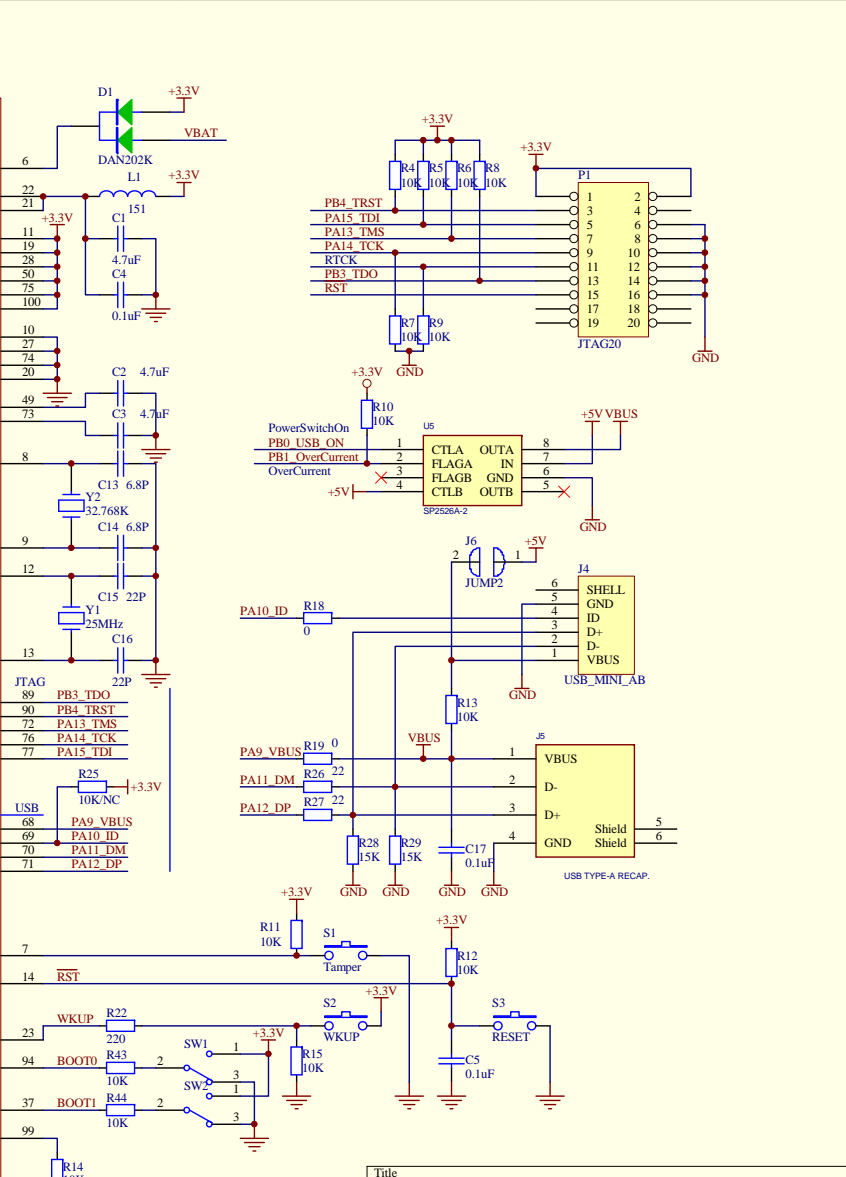 D1
+3.3V
VBAT
DAN202K
6
L1
+3.3V
151
22
21
+3.3V
C1
4.7uF
11
19
28
50
75
100
C4
0.1uF
10
27
74
20
C2 4.7uF
49
C3 4.7uF
73
8
C13 6.8P
Y2
32.768K
C14 6.8P
9
12
C15 22P
Y1
25MHz
C16
22P
13
JTAG
89 PB3_TDO
90 PB4_TRST
72 PA13_TMS
76 PA14_TCK
77 PA15_TDI
R25
10K/NC
+3.3V
USB
68 PA9_VBUS
69 PA10_ID
70 PA11_DM
71 PA12_DP
+3.3V
R4 R5 R6 R8
10K 10K 10K 10K
+3.3V
P1
PB4_TRST
PA15_TDI
PA13_TMS
PA14_TCK
RTCK
PB3_TDO
RST
1 2
3 4
5 6
7 8
9 10
11 12
13 14
15 16
17 18
19 20
JTAG20
R7 R9
10K 10K
GND
GND
+3.3V
R10
10K
PowerSwitchOn
PB0_USB_ON
PB1_OverCurrent
OverCurrent
+5V
U5
1 CTLA OUTA 8
2 FLAGA IN 7
3 FLAGB GND 6
4 CTLB OUTB 5
SP2526A-2
+5V VBUS
GND
J6
2 1
JUMP2
+5V
J4
6 SHELL
5 GND
4 ID
3 D+
2 D-
1 VBUS
USB_MINI_AB
GND
PA10_ID
R18
0
R13
10K
VBUS
PA9_VBUS R19 0
PA11_DM R26 22
PA12_DP R27 22
J5
1 VBUS
2 D-
3 D+
4 GND
Shield 5
Shield 6
USB TYPE-A RECAP.
R28
15K
R29
15K
C17
0.1uF
GND GND GND GND
+3.3V
R11
10K
S1
Tamper
7
+3.3V
R12
10K
14 RST
S2
WKUP
+3.3V
S3
RESET
WKUP
23
R22
220
R15
10K
C5
0.1uF
94 BOOT0
R43
10K
2
SW1
1
3
+3.3V
37 BOOT1
R44
10K
2
SW2
1
3
99
R14
Title